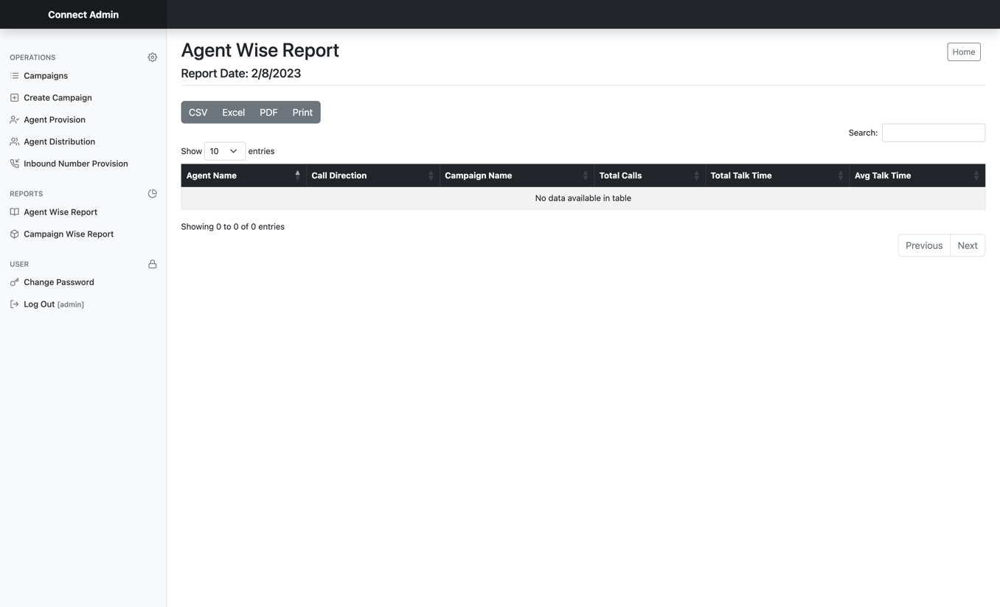 Connect Admin
OPERATIONS
Campaigns
Create Campaign
Agent Provision
Agent Distribution
Inbound Number Provision
REPORTS
Agent Wise Report
Campaign Wise Report
USER
Change Password
Log Out [admin]
Agent Wise Report
Home
Report Date: 2/8/2023
CSV Excel PDF Print
Search:
Show 10 entries
Agent Name Call Direction Campaign Name Total Calls Total Talk Time Avg Talk Time
No data available in table
Showing 0 to 0 of 0 entries
Previous Next